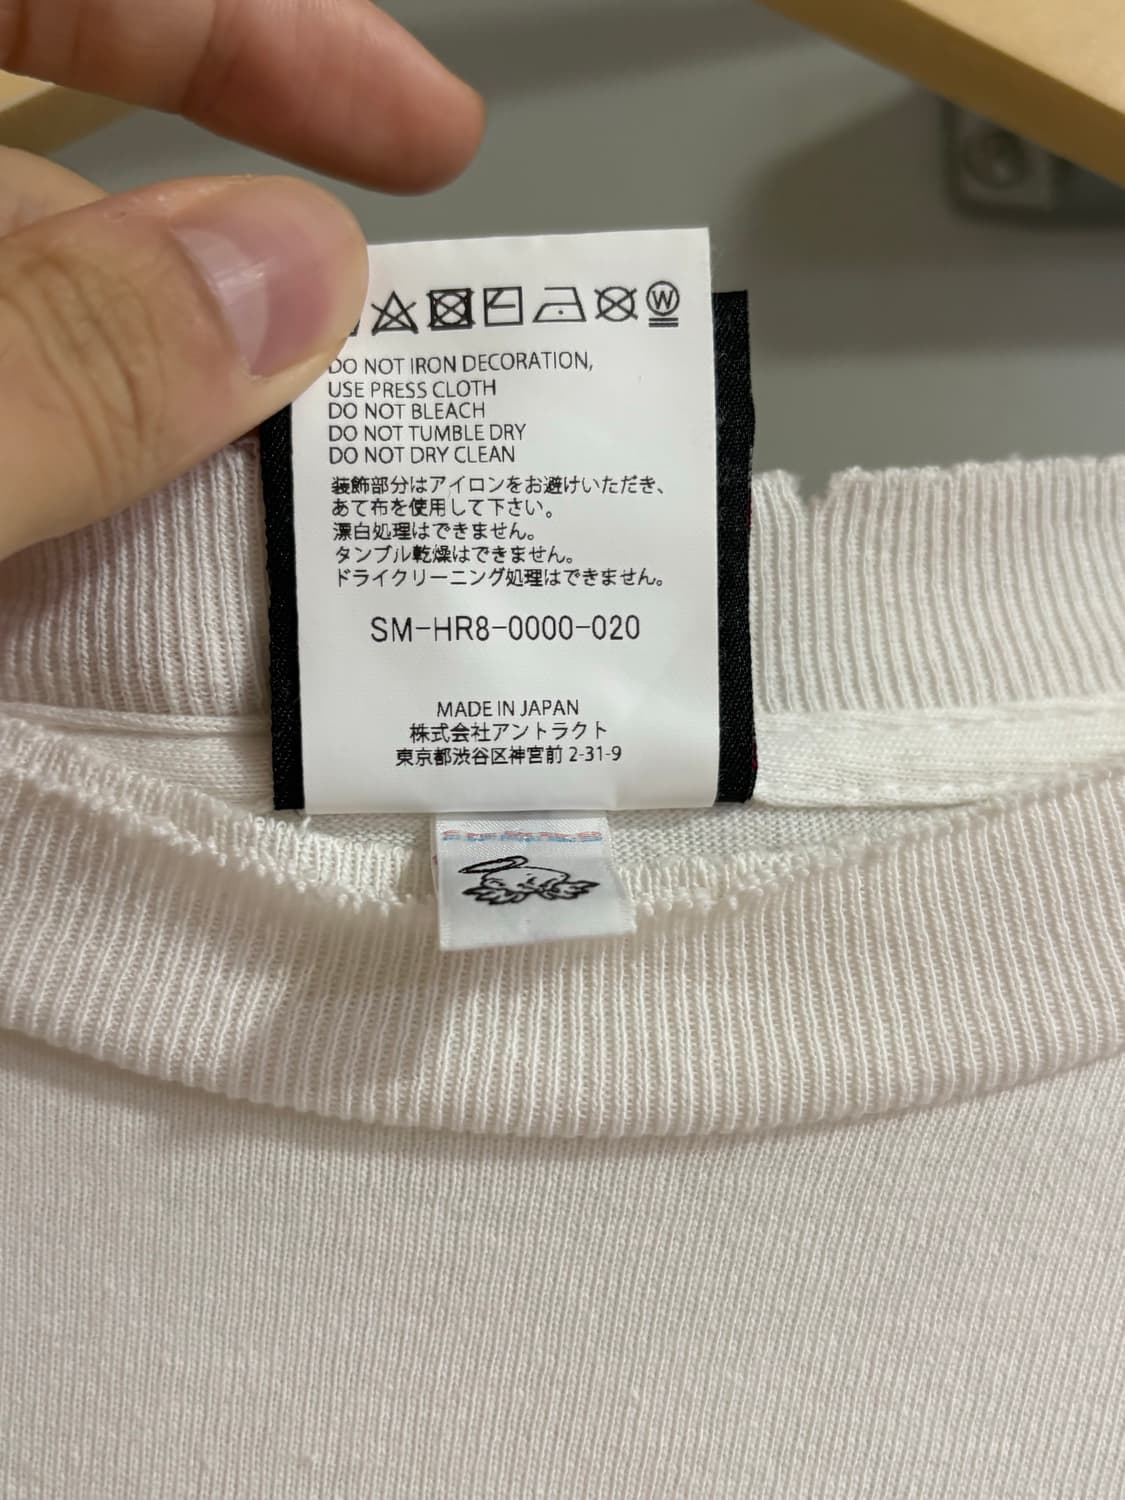 W
DO NOT IRON DECORATION,
USE PRESS CLOTH
DO NOT BLEACH
DO NOT TUMBLE DRY
DO NOT DRY CLEAN
装飾部分はアイロンをお避けいただき、
あて布を使用して下さい。
漂白処理はできません。
タンブル乾燥はできません。
ドライクリーニング処理はできません。
SM-HR8-0000-020
MADE IN JAPAN
株式会社アントラクト
東京都渋谷区神宮前 2-31-9